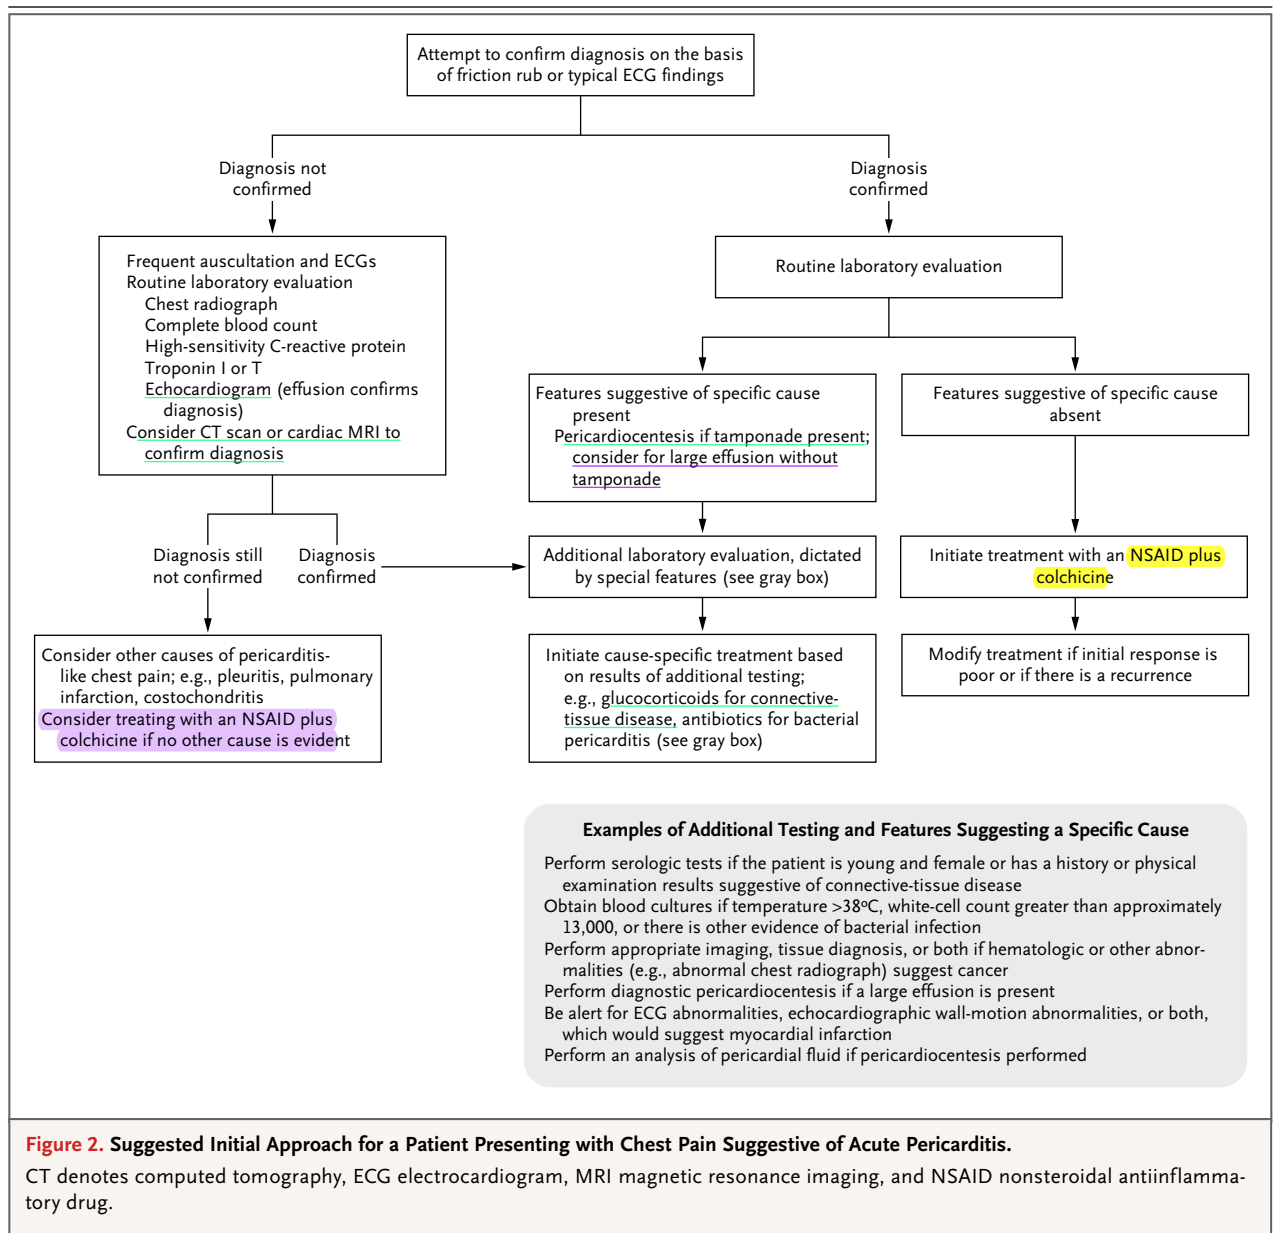 Attempt to confirm diagnosis on the basis
of friction rub or typical ECG findings
Diagnosis not
confirmed
Diagnosis
confirmed
Frequent auscultation and ECGs
Routine laboratory evaluation
Chest radiograph
Complete blood count
High-sensitivity C-reactive protein
Troponin I or T
Echocardiogram (effusion confirms
diagnosis)
Consider CT scan or cardiac MRI to
confirm diagnosis
Routine laboratory evaluation
Features suggestive of specific cause
present
Pericardiocentesis if tamponade present;
consider for large effusion without
tamponade
Features suggestive of specific cause
absent
Diagnosis still
not confirmed
Diagnosis
confirmed
Additional laboratory evaluation, dictated
by special features (see gray box)
Initiate treatment with an NSAID plus
colchicine
Consider other causes of pericarditis-
like chest pain; e.g., pleuritis, pulmonary
infarction, costochondritis
Consider treating with an NSAID plus
colchicine if no other cause is evident
Initiate cause-specific treatment based
on results of additional testing;
e.g., glucocorticoids for connective-
tissue disease, antibiotics for bacterial
pericarditis (see gray box)
Modify treatment if initial response is
poor or if there is a recurrence
Examples of Additional Testing and Features Suggesting a Specific Cause
Perform serologic tests if the patient is young and female or has a history or physical
examination results suggestive of connective-tissue disease
Obtain blood cultures if temperature >38ºC, white-cell count greater than approximately
13,000, or there is other evidence of bacterial infection
Perform appropriate imaging, tissue diagnosis, or both if hematologic or other abnor-
malities (e.g., abnormal chest radiograph) suggest cancer
Perform diagnostic pericardiocentesis if a large effusion is present
Be alert for ECG abnormalities, echocardiographic wall-motion abnormalities, or both,
which would suggest myocardial infarction
Perform an analysis of pericardial fluid if pericardiocentesis performed
Figure 2. Suggested Initial Approach for a Patient Presenting with Chest Pain Suggestive of Acute Pericarditis.
CT denotes computed tomography, ECG electrocardiogram, MRI magnetic resonance imaging, and NSAID nonsteroidal antiinflamma-
tory drug.